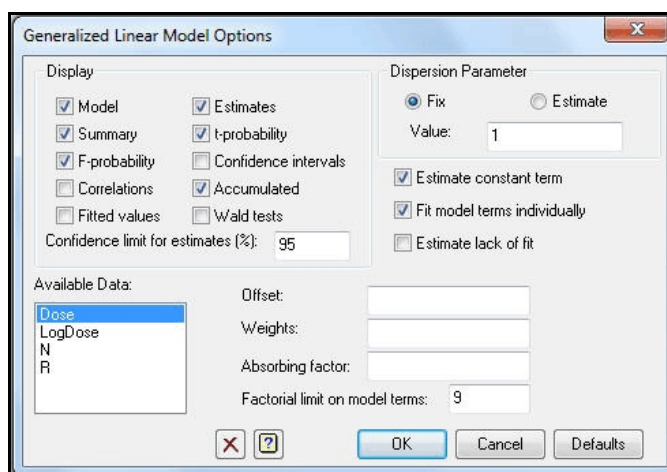 Generalized Linear Model Options
Display
Model
Estimates
Summary
t-probability
F-probability
Confidence intervals
Correlations
Accumulated
Fitted values
Wald tests
Confidence limit for estimates (%): 95
Dispersion Parameter
Fix
Estimate
Value: 1
Estimate constant term
Fit model terms individually
Estimate lack of fit
Available Data:
Dose
LogDose
N
R
Offset:
Weights:
Absorbing factor:
Factorial limit on model terms: 9
OK
Cancel
Defaults